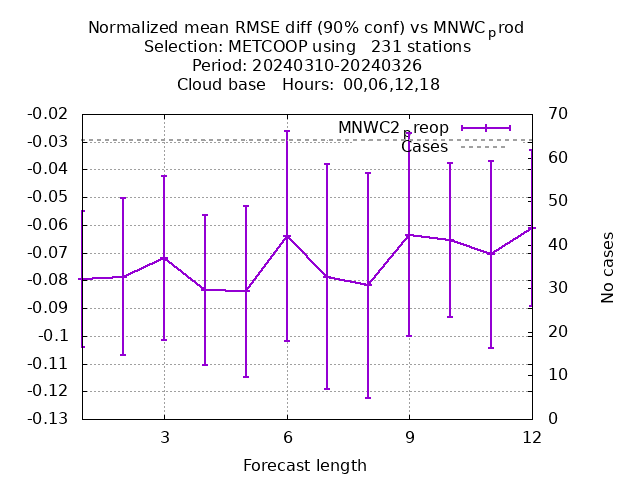 Normalized mean RMSE diff (90% conf) vs MNWCprod
Selection: METCOOP using   231 stations
Period: 20240310-20240326
Cloud base   Hours: 00,06,12,18
-0.02
-0.03
-0.04
-0.05
-0.06
-0.07
-0.08
-0.09
-0.1
-0.11
-0.12
-0.13
MNWC2preop
Cases
70
60
50
40
30
20
10
0
No cases
3 6 9 12
Forecast length